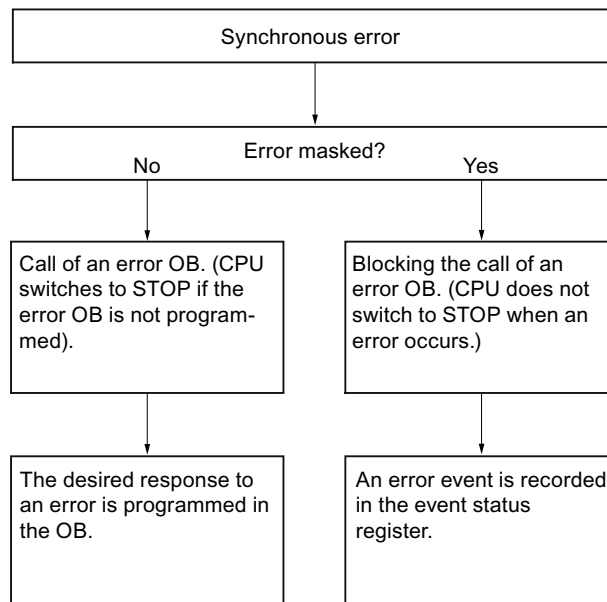 Synchronous error
Error masked?
No
Yes
Call of an error OB. (CPU
switches to STOP if the
error OB is not program-
med).
Blocking the call of an
error OB. (CPU does not
switch to STOP when an
error occurs.)
The desired response to
an error is programmed in
the OB.
An error event is recorded
in the event status
register.